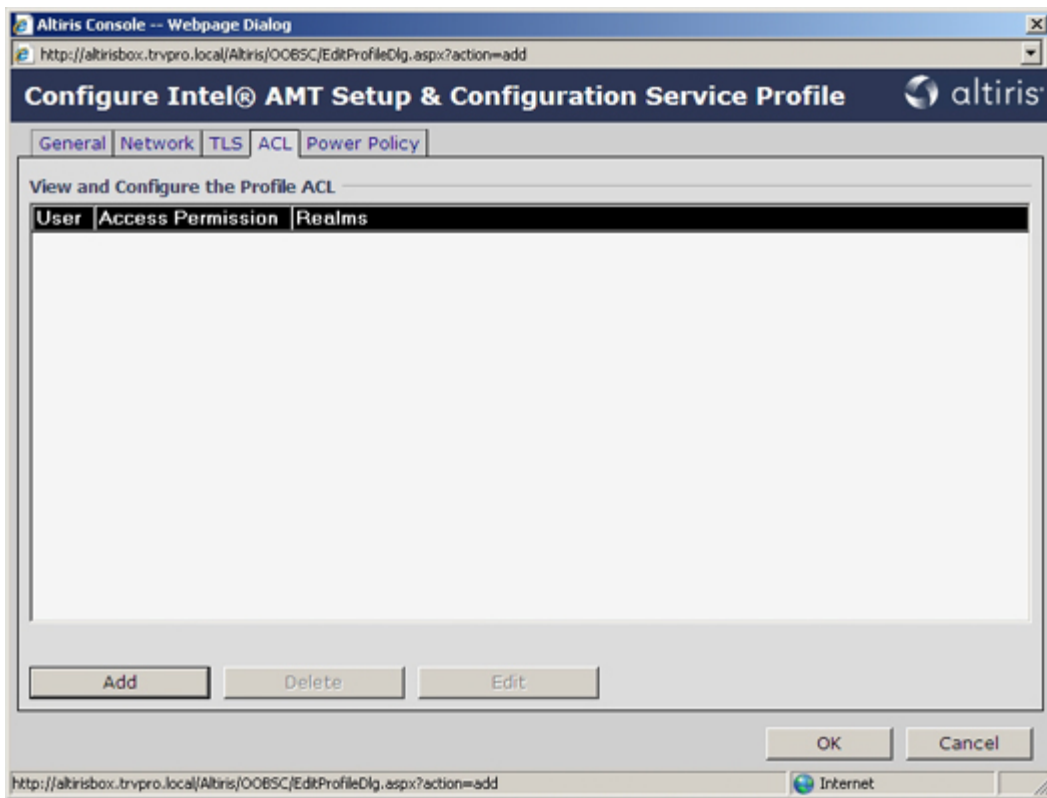 Altiris Console -- Webpage Dialog
http://altirisbox.trvpro.local/Altiris/OOBSC/EditProfileDlg.aspx?action=add
Configure Intel® AMT Setup & Configuration Service Profile altiris
General Network TLS ACL Power Policy
View and Configure the Profile ACL
User Access Permission Realms
Add Delete Edit
OK Cancel
http://altirisbox.trvpro.local/Altiris/OOBSC/EditProfileDlg.aspx?action=add Internet